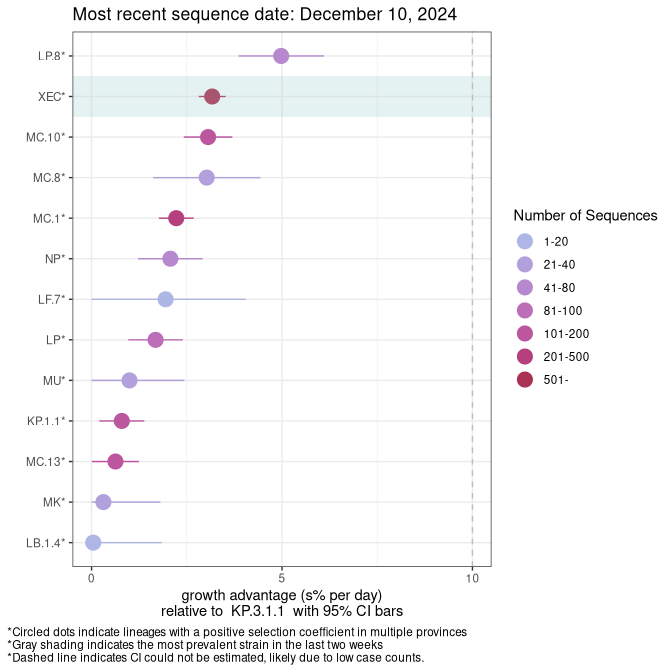 Most recent sequence date: December 10, 2024
LP.8*
XEC*
MC.10*
MC.8*
MC.1*
NP*
LF.7*
LP*
MU*
KP.1.1*
MC.13*
MK*
LB.1.4*
0 5 10
growth advantage (s% per day)
relative to  KP.3.1.1  with 95% CI bars
Number of Sequences
1-20
21-40
41-80
81-100
101-200
201-500
501-
*Circled dots indicate lineages with a positive selection coefficient in multiple provinces
*Gray shading indicates the most prevalent strain in the last two weeks
*Dashed line indicates CI could not be estimated, likely due to low case counts.